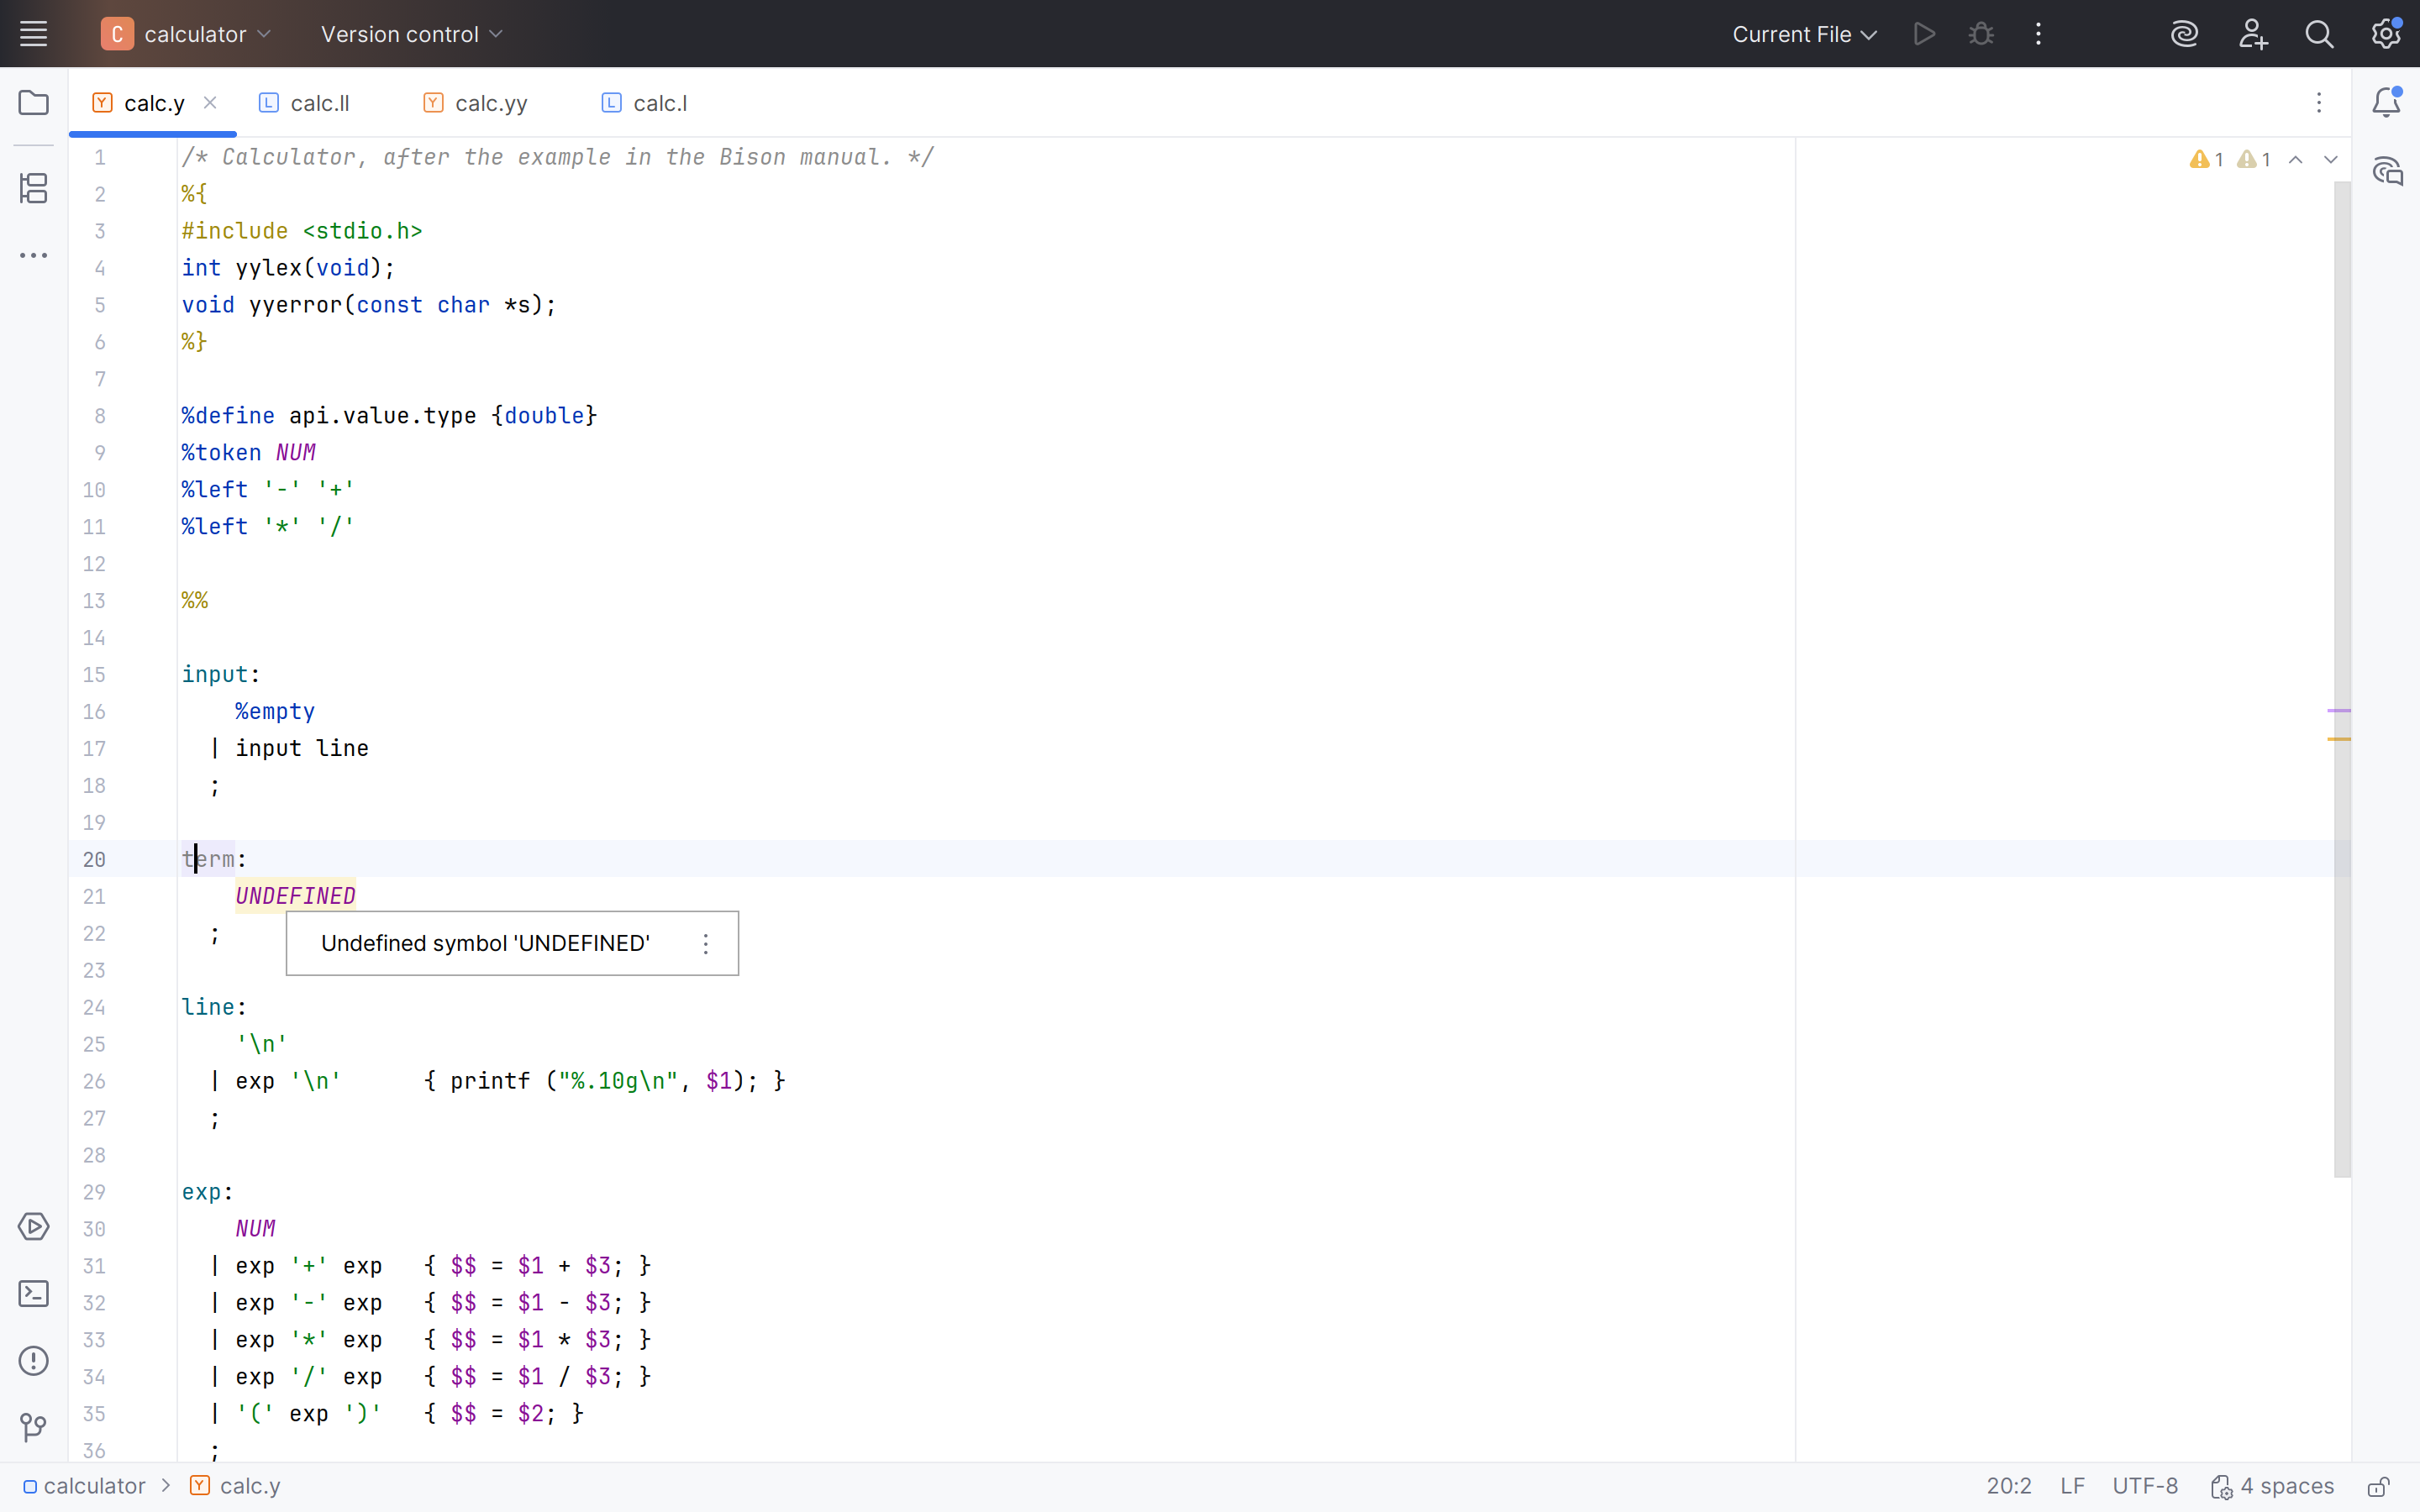 C calculator Version control Current File
Y calc.y L calc.ll Y calc.yy L calc.l
1 /* Calculator, after the example in the Bison manual. */ 1 1
2 %{
3 #include <stdio.h>
4 int yylex(void);
5 void yyerror(const char *s);
6 %}
7
8 %define api.value.type {double}
9 %token NUM
10 %left '-' '+'
11 %left '*' '/'
12
13 %%
14
15 input:
16     %empty
17   | input line
18   ;
19
20 term:
21     UNDEFINED
22   ;
Undefined symbol 'UNDEFINED'
23
24 line:
25     '\n'
26   | exp '\n'      { printf ("%.10g\n", $1); }
27   ;
28
29 exp:
30     NUM
31   | exp '+' exp   { $$ = $1 + $3; }
32   | exp '-' exp   { $$ = $1 - $3; }
33   | exp '*' exp   { $$ = $1 * $3; }
34   | exp '/' exp   { $$ = $1 / $3; }
35   | '(' exp ')'   { $$ = $2; }
36   ;
calculator > Y calc.y 20:2 LF UTF-8 4 spaces